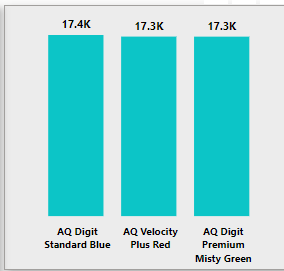 17.4K 17.3K 17.3K
AQ Digit AQ Velocity AQ Digit
Standard Blue Plus Red Premium
Misty Green